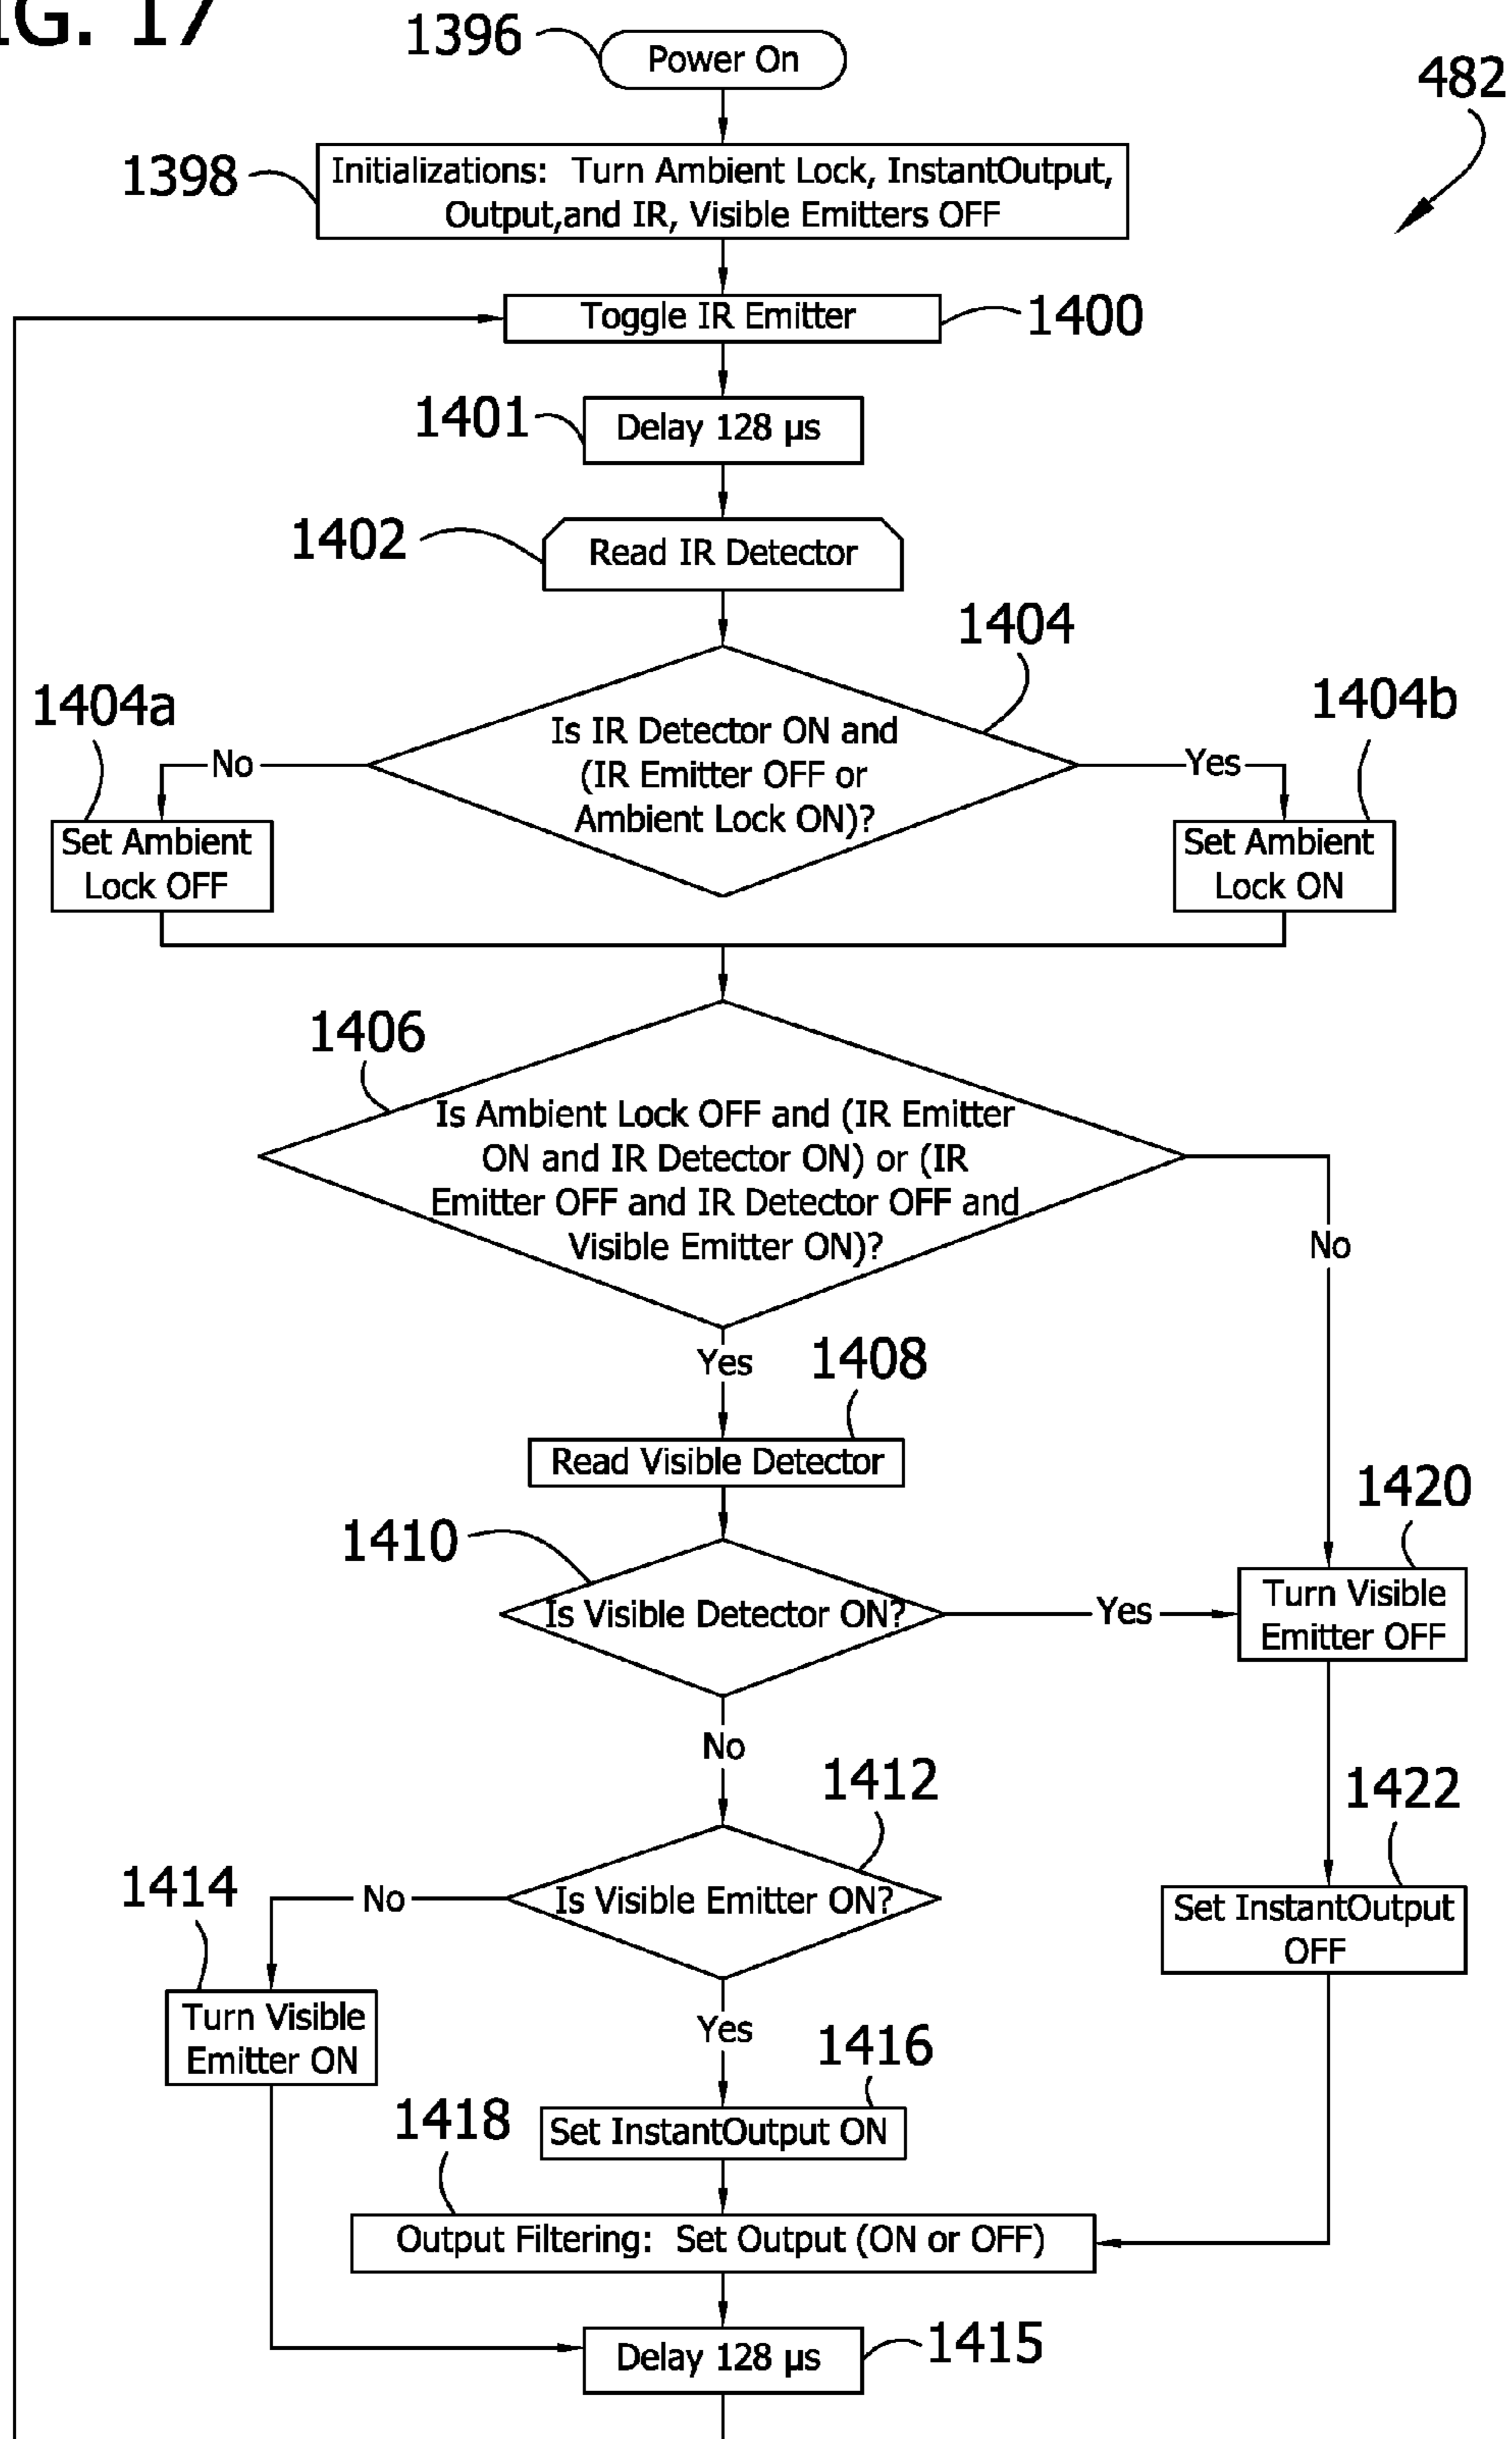 IG. 17
1396
Power On
482
1398
Initializations: Turn Ambient Lock, InstantOutput,
Output,and IR, Visible Emitters OFF
Toggle IR Emitter
1400
1401
Delay 128 µs
1402
Read IR Detector
1404
1404a
1404b
Is IR Detector ON and
(IR Emitter OFF or
Ambient Lock ON)?
No
Yes
Set Ambient
Lock OFF
Set Ambient
Lock ON
1406
Is Ambient Lock OFF and (IR Emitter
ON and IR Detector ON) or (IR
Emitter OFF and IR Detector OFF and
Visible Emitter ON)?
No
Yes
1408
Read Visible Detector
1420
1410
Is Visible Detector ON?
Yes
Turn Visible
Emitter OFF
No
1412
1422
1414
No
Is Visible Emitter ON?
Set InstantOutput
OFF
Turn Visible
Emitter ON
Yes
1416
1418
Set InstantOutput ON
Output Filtering: Set Output (ON or OFF)
Delay 128 µs
1415